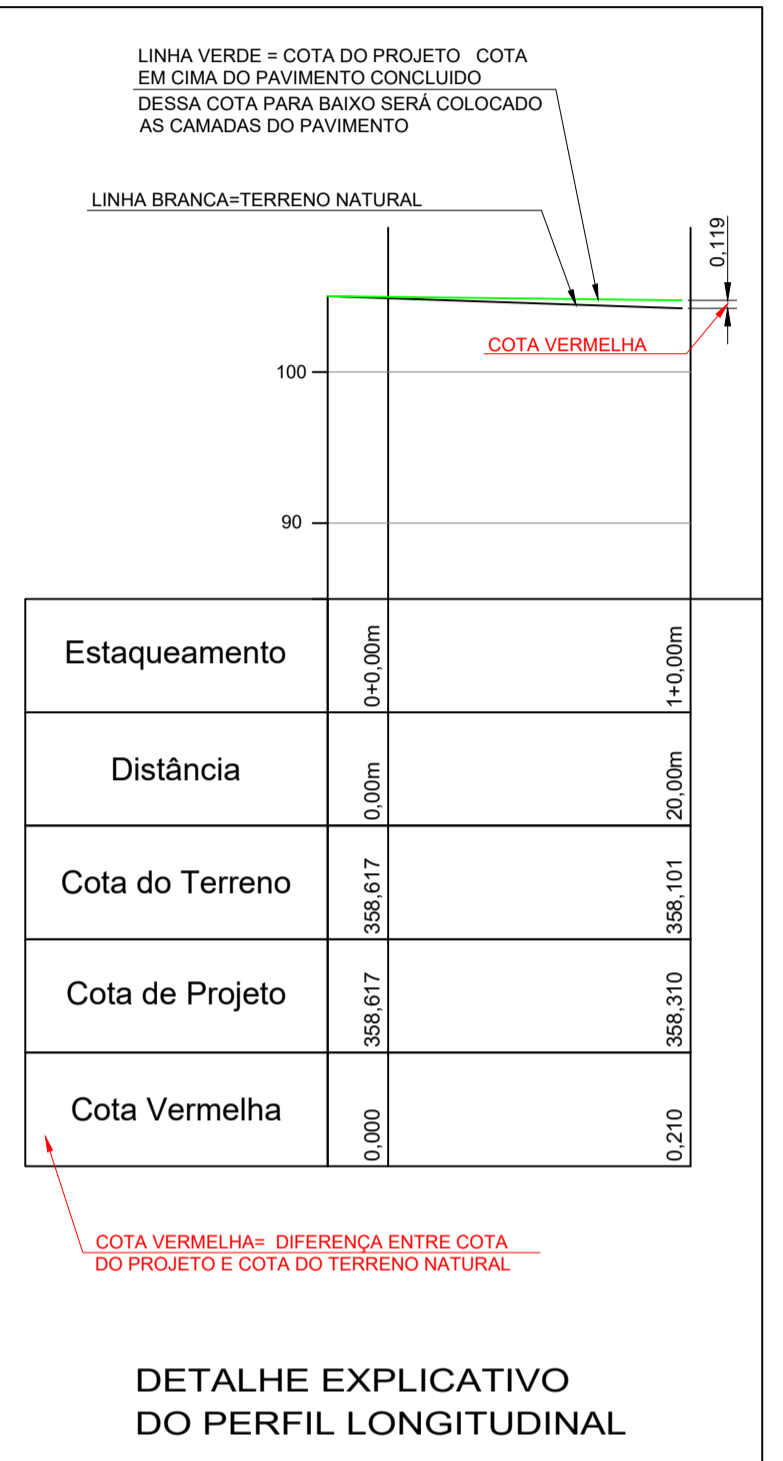 LINHA VERDE = COTA DO PROJETO COTA
EM CIMA DO PAVIMENTO CONCLUIDO
DESSA COTA PARA BAIXO SERÁ COLOCADO
AS CAMADAS DO PAVIMENTO
LINHA BRANCA=TERRENO NATURAL
0,119
COTA VERMELHA
100
90
Estaqueamento 0+0,00m 1+0,00m
Distância 0,00m 20,00m
Cota do Terreno 358,617 358,101
Cota de Projeto 358,617 358,310
Cota Vermelha 0,000 0,210
COTA VERMELHA= DIFERENÇA ENTRE COTA
DO PROJETO E COTA DO TERRENO NATURAL
DETALHE EXPLICATIVO
DO PERFIL LONGITUDINAL